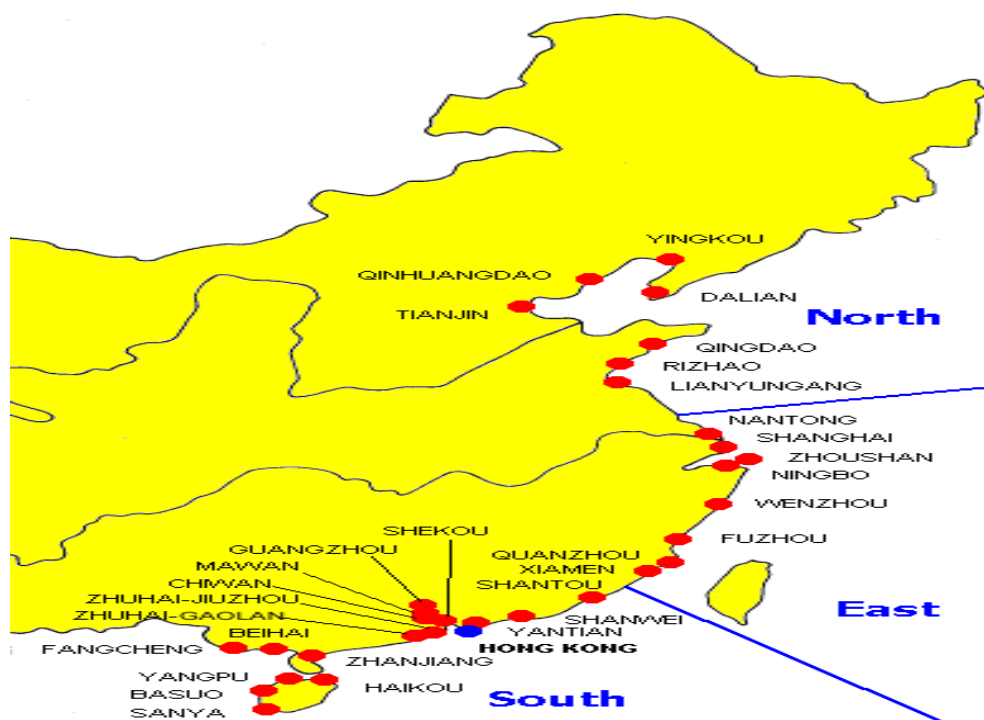 YINGKOU
QINHUANGDAO
DALIAN
TIANJIN
North
QINGDAO
RIZHAO
LIANYUNGANG
NANTONG
SHANGHAI
ZHOUSHAN
NINGBO
WENZHOU
SHEKOU
FUZHOU
GUANGZHOU
QUANZHOU
MAWAN
XIAMEN
CHIWAN
SHANTOU
ZHUHAI-JIUZHOU
East
ZHUHAI-GAOLAN
SHANWEI
BEIHAI
YANTIAN
FANGCHENG
HONG KONG
ZHANJIANG
YANGPU
HAIKOU
BASUO
South
SANYA